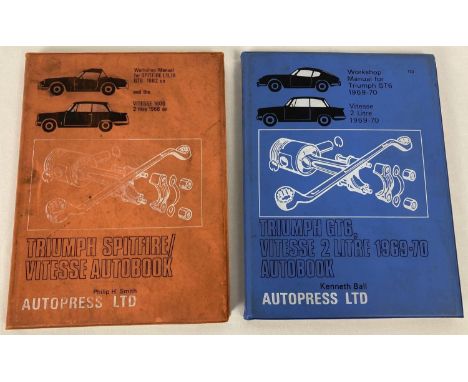 Workshop Manual
for SPITFIRE I, II, III
GT6 1962 on
and the
VITESSE 1600
2 litre 1966 on
TRIUMPH SPITFIRE/
VITESSE AUTOBOOK
Philip H. Smith
AUTOPRESS LTD
Workshop
Manual for
Triumph GT6
1969-70
Vitesse
2 Litre
1969-70
TRIUMPH GT6,
VITESSE 2 LITRE 1969-70
AUTOBOOK
Kenneth Ball
AUTOPRESS LTD